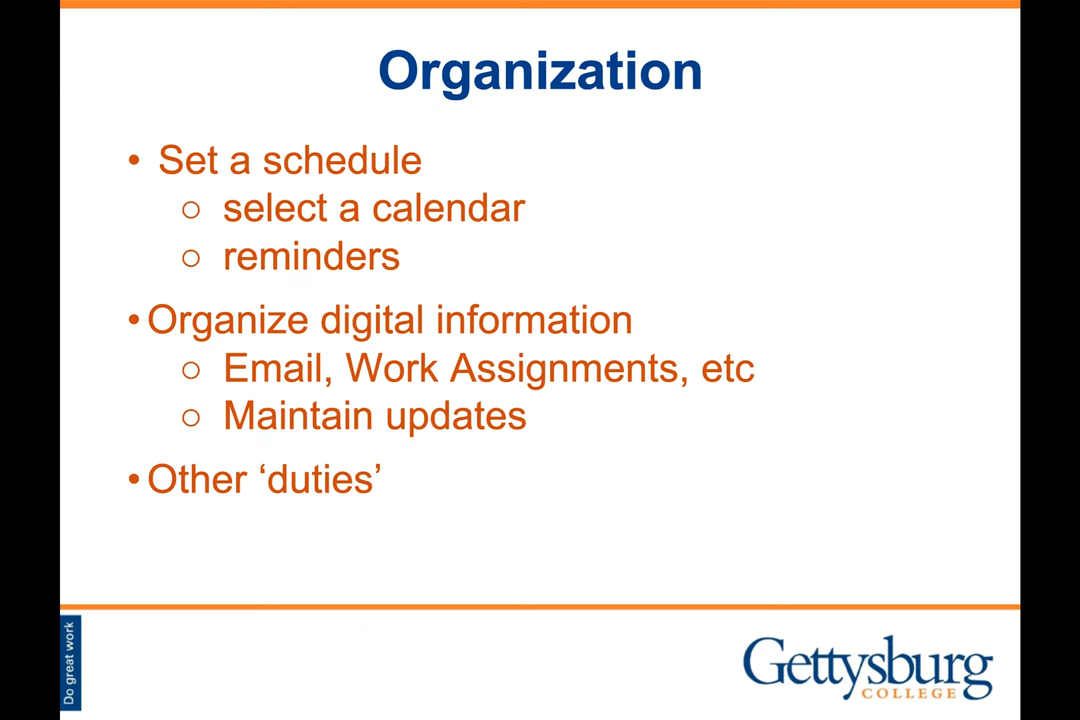 Organization
• Set a schedule
○ select a calendar
○ reminders
• Organize digital information
○ Email, Work Assignments, etc
○ Maintain updates
• Other ‘duties’
Do great work
Gettysburg
COLLEGE